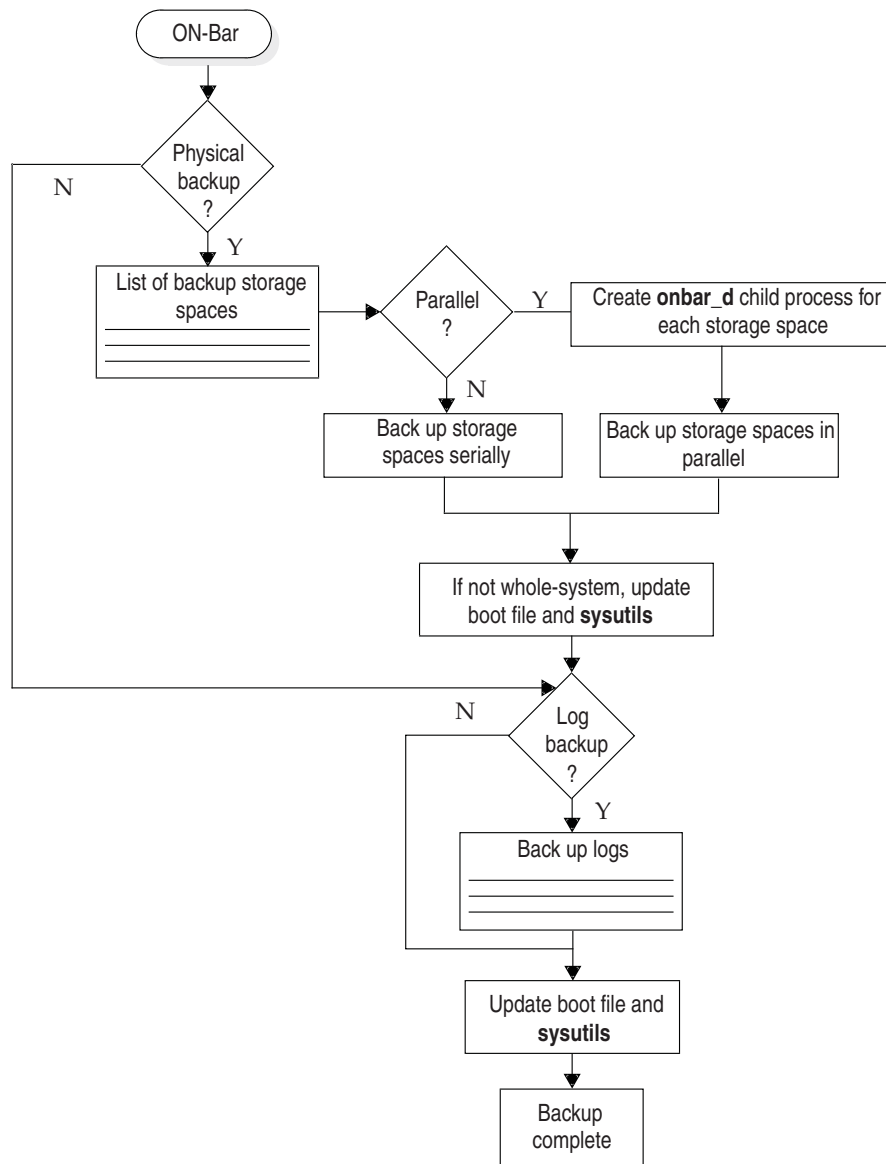 ON-Bar
Physical
backup
?
N
Y
List of backup storage
spaces
Parallel
?
Y
Create onbar_d child process for
each storage space
N
Back up storage
spaces serially
Back up storage spaces in
parallel
If not whole-system, update
boot file and sysutils
N
Log
backup
?
Y
Back up logs
Update boot file and
sysutils
Backup
complete